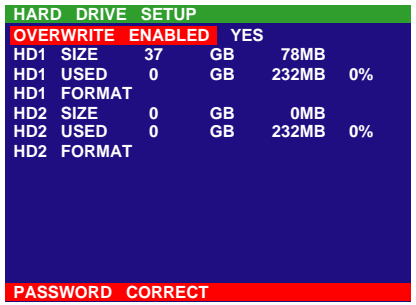 HARD DRIVE SETUP
OVERWRITE ENABLED YES
HD1 SIZE 37 GB 78MB
HD1 USED 0 GB 232MB 0%
HD1 FORMAT
HD2 SIZE 0 GB 0MB
HD2 USED 0 GB 232MB 0%
HD2 FORMAT
PASSWORD CORRECT